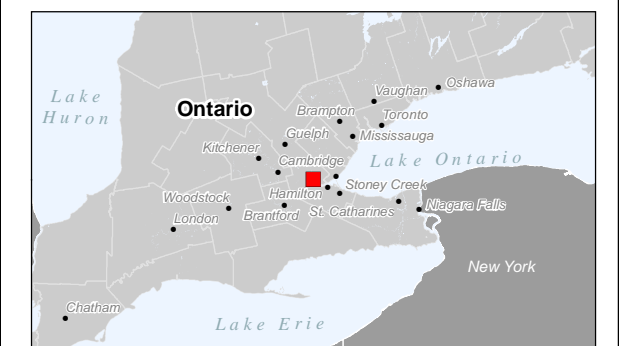 Oshawa
Vaughan
Lake
Huron
Ontario
Brampton
Toronto
Guelph
Mississauga
Kitchener
Cambridge
Lake Ontario
Hamilton
Stoney Creek
Woodstock
Brantford
St. Catharines
Niagara Falls
London
New York
Chatham
Lake Erie